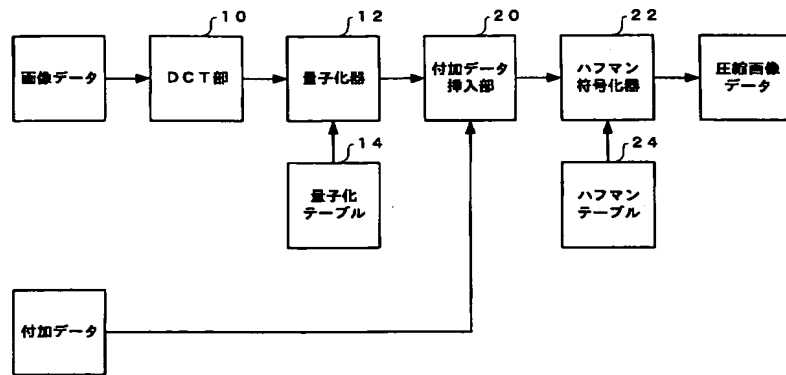 10
12
20
22
画像データ
DCT部
量子化器
付加データ
挿入部
ハフマン
符号化器
圧縮画像
データ
14
24
量子化
テーブル
ハフマン
テーブル
付加データ